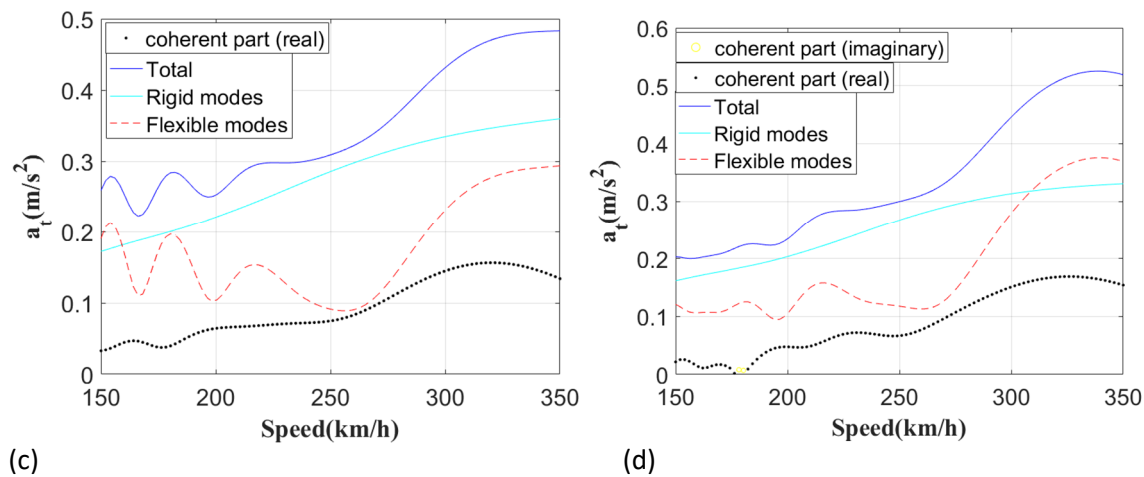 0.5
0.4
0.3
0.2
0.1
0
a_t(m/s²)
coherent part (real)
Total
Rigid modes
Flexible modes
150
200
250
300
350
Speed(km/h)
(c)
0.6
0.5
0.4
0.3
0.2
0.1
0
a_t(m/s²)
coherent part (imaginary)
coherent part (real)
Total
Rigid modes
Flexible modes
150
200
250
300
350
Speed(km/h)
(d)